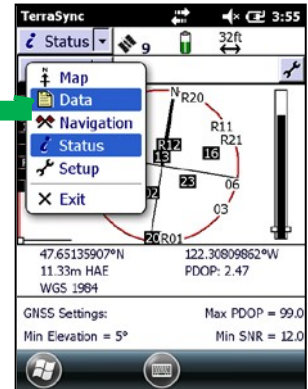 TerraSync 3:55
Status 9 32ft
Map
Data
Navigation
Status
Setup
Exit
N R20
R11
R21
R12
13 16
02 23 06
03
20 R01
47.65135907°N 122.30809862°W
11.33m HAE PDOP: 2.47
WGS 1984
GNSS Settings: Max PDOP = 99.0
Min Elevation = 5° Min SNR = 12.0